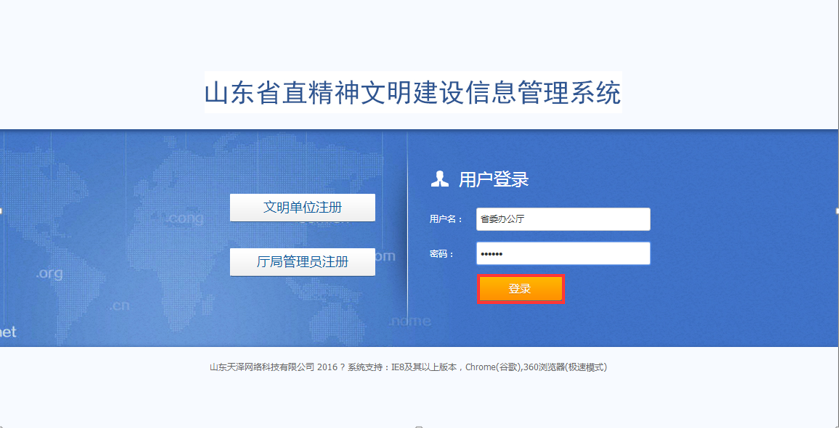 山东省直精神文明建设信息管理系统
用户登录
文明单位注册
用户名：
省委办公厅
.cong
厅局管理员注册
密码：
••••••
.org
登录
.cn
.name
net
山东天泽网络科技有限公司 2016 ? 系统支持：IE8及其以上版本，Chrome(谷歌),360浏览器(极速模式)